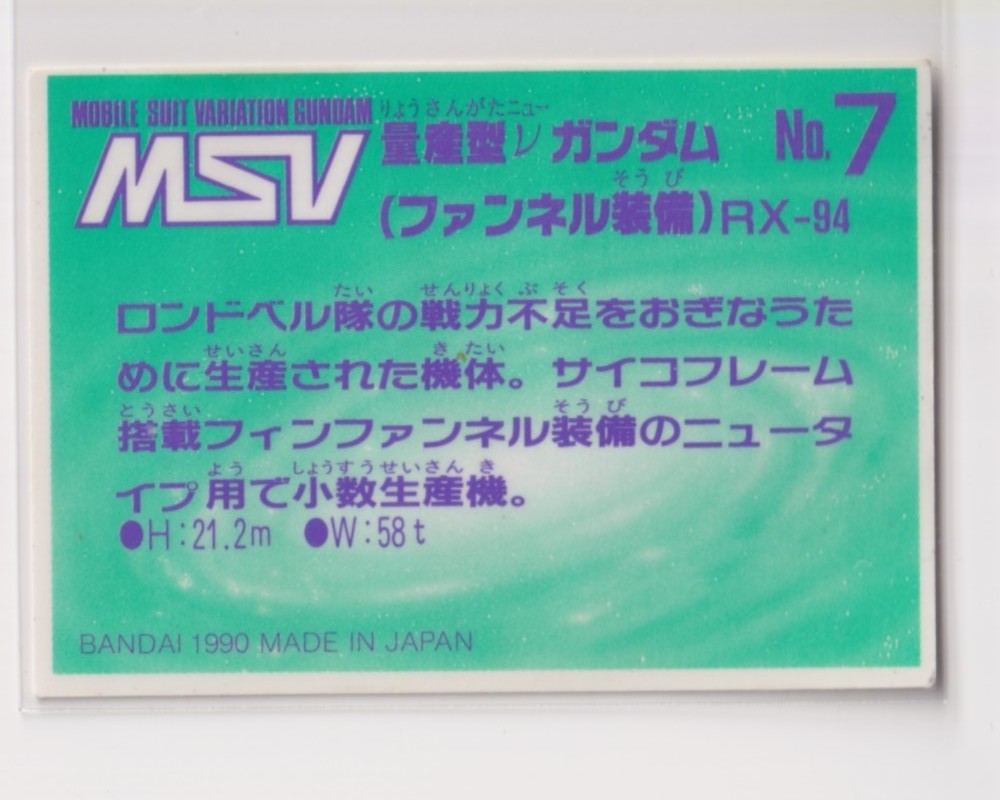 MOBILE SUIT VARIATION GUNDAM
MSV
りょうさんがたニュー
量産型ν ガンダム
No.7
そうび
(ファンネル装備)RX-94
たい せんりょく ぶ そく
ロンドベル隊の戦力不足をおぎなうた
せいさん き たい
めに生産された機体。サイコフレーム
とうさい そう び
搭載フィンファンネル装備のニュータ
よう しょうすうせいさん き
イプ用で小数生産機。
●H:21.2m ●W:58t
BANDAI 1990 MADE IN JAPAN